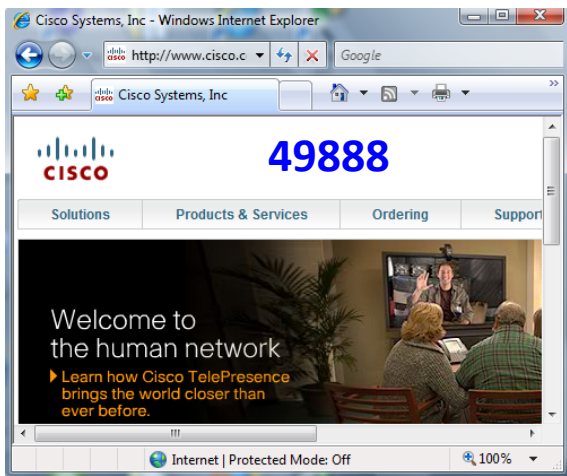 Cisco Systems, Inc - Windows Internet Explorer
http://www.cisco.c
Google
Cisco Systems, Inc
CISCO
49888
Solutions Products & Services Ordering Support
Welcome to
the human network
Learn how Cisco TelePresence
brings the world closer than
ever before.
Internet | Protected Mode: Off 100%